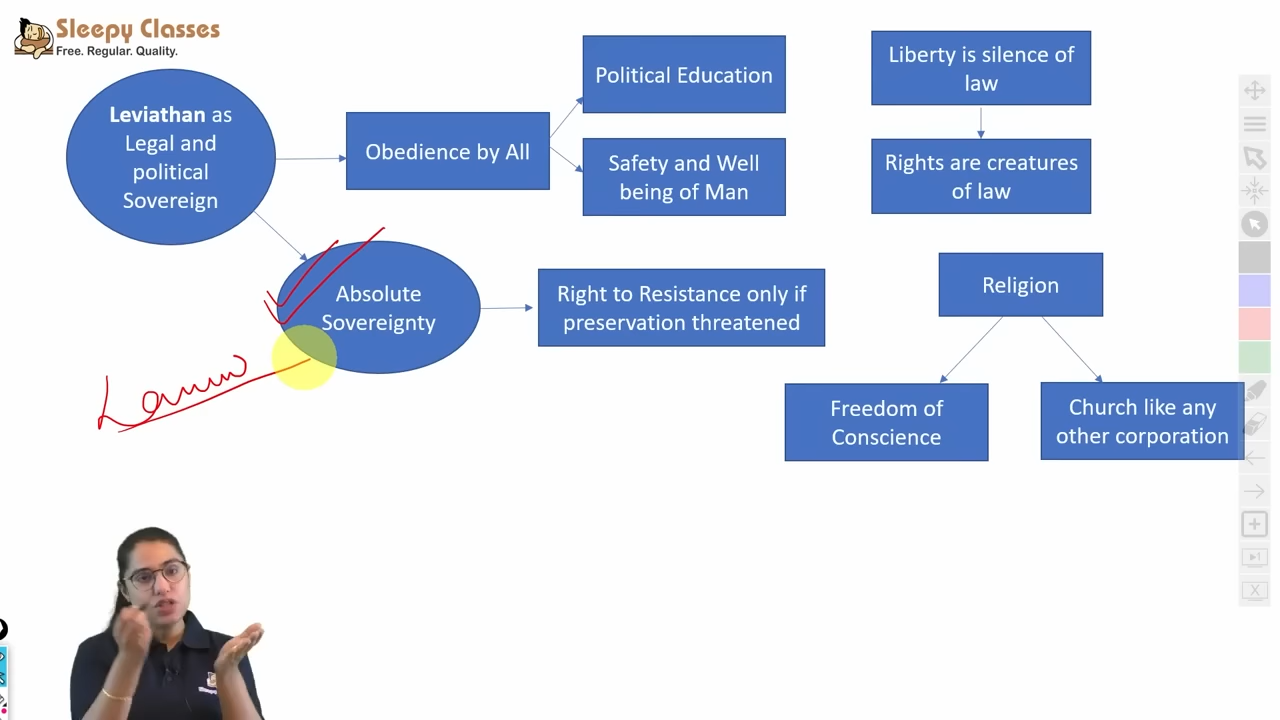 Sleepy Classes
Free. Regular. Quality.
Leviathan as
Legal and
political
Sovereign
Obedience by All
Political Education
Safety and Well
being of Man
Absolute
Sovereignty
Right to Resistance only if
preservation threatened
Liberty is silence of
law
Rights are creatures
of law
Religion
Freedom of
Conscience
Church like any
other corporation